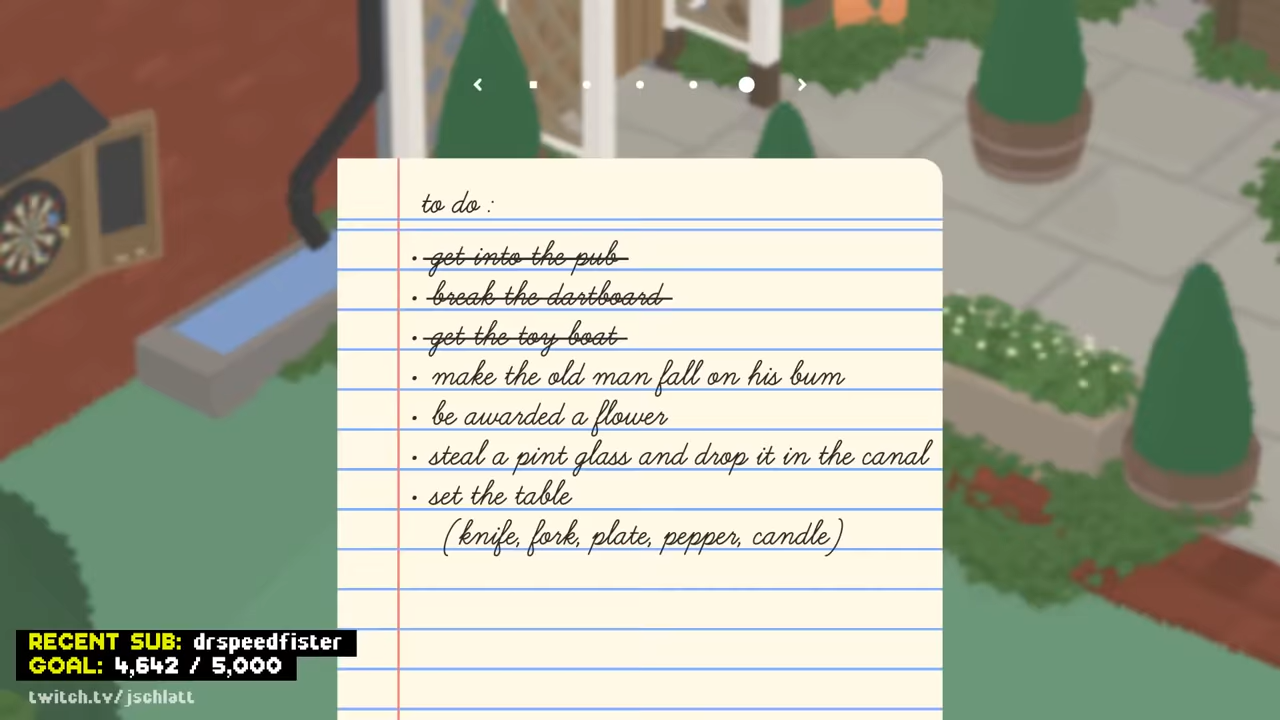 to do :
• get into the pub
• break the dartboard
• get the toy boat
• make the old man fall on his bum
• be awarded a flower
• steal a pint glass and drop it in the canal
• set the table
(knife, fork, plate, pepper, candle)
RECENT SUB: drspeedfister
GOAL: 4,642 / 5,000
twitch.tv/jschlatt